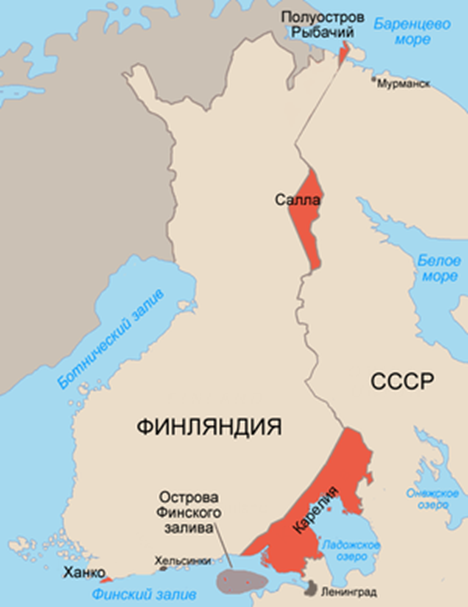 Полуостров
Рыбачий
Баренцево
море
Мурманск
Салла
Белое
море
Ботнический залив
СССР
ФИНЛЯНДИЯ
Острова
Финского
залива
Карелия
Онежское
озеро
Ладожское
озеро
Ханко
Хельсинки
Финский залив
Ленинград